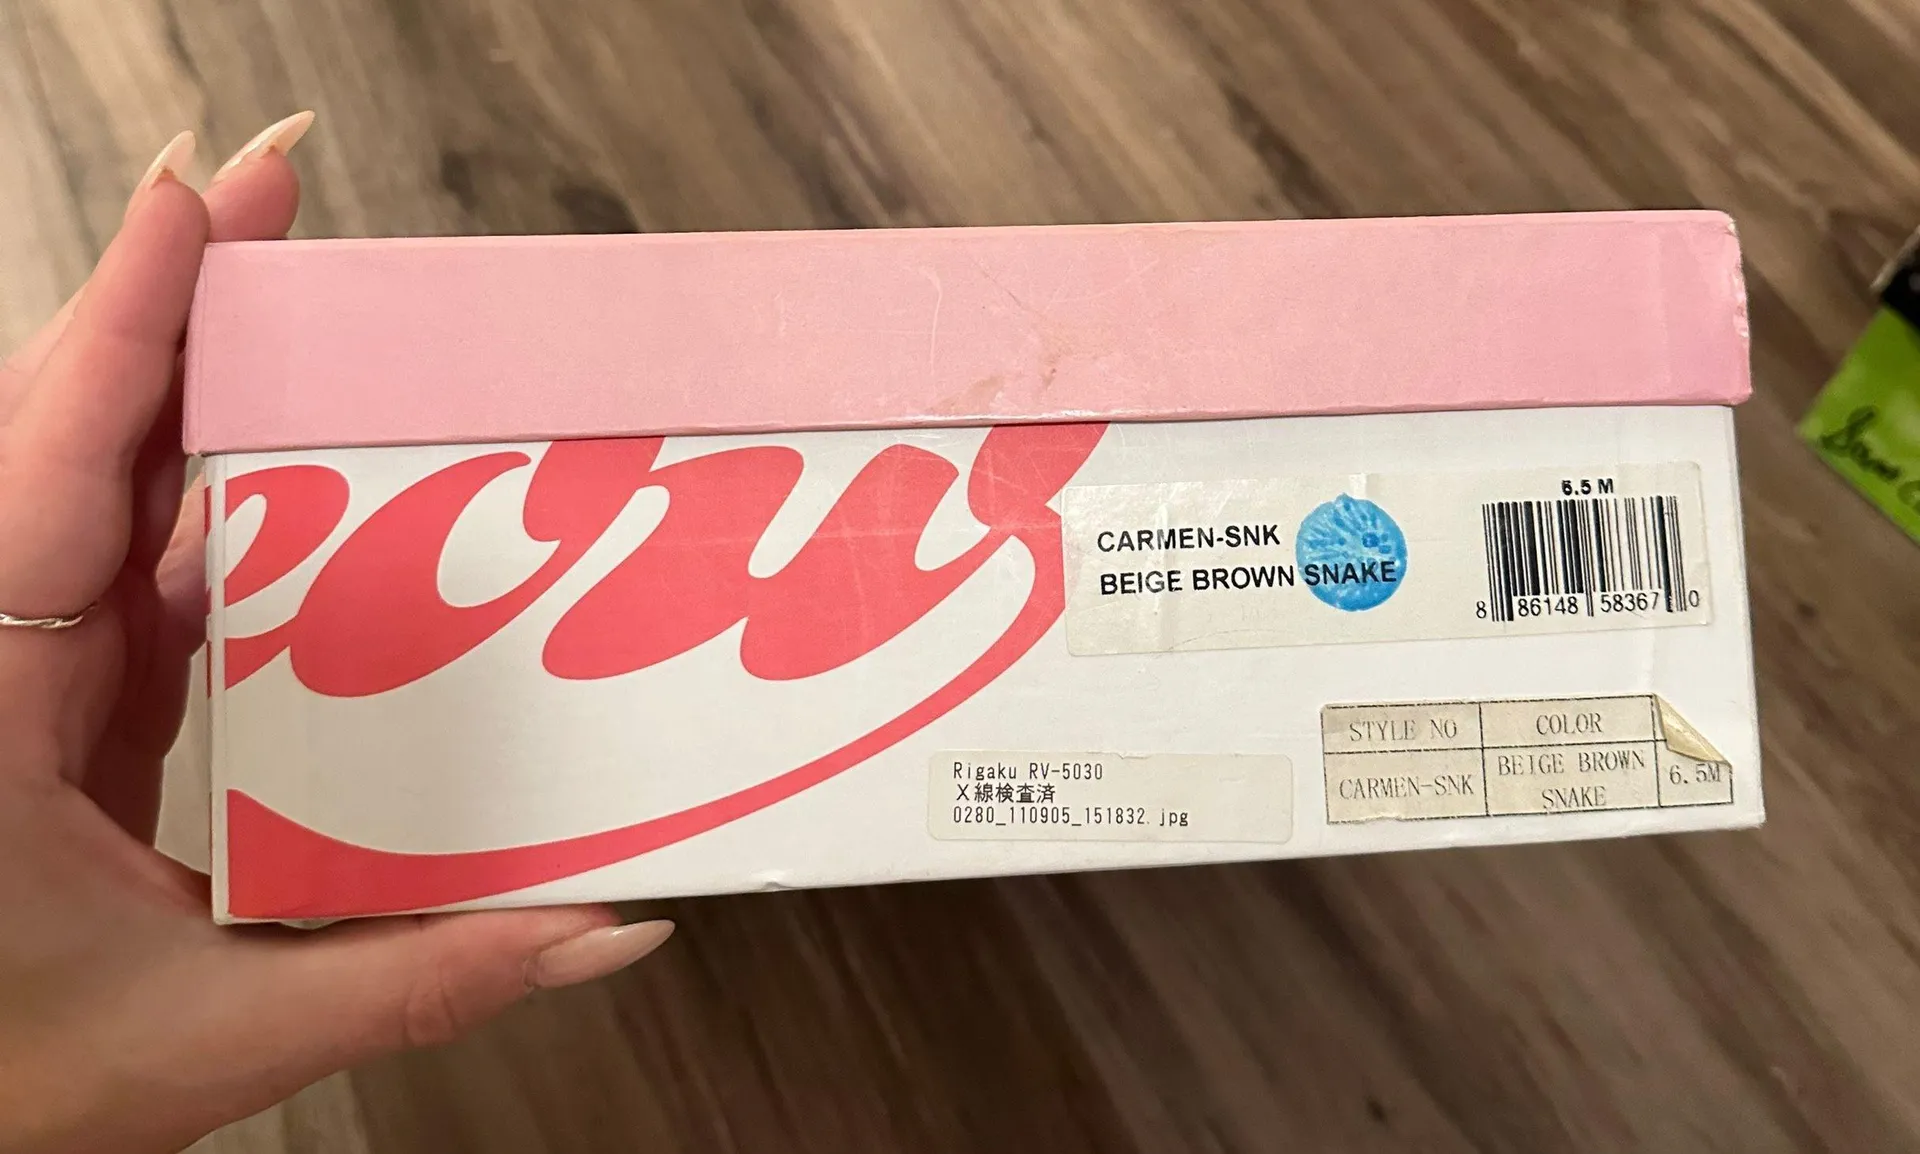 6.5 M
CARMEN-SNK
BEIGE BROWN SNAKE
8 86148 58367 0
STYLE NO COLOR
CARMEN-SNK BEIGE BROWN SNAKE 6.5M
Rigaku RV-5030
X線検査済
0280_110905_151832.jpg